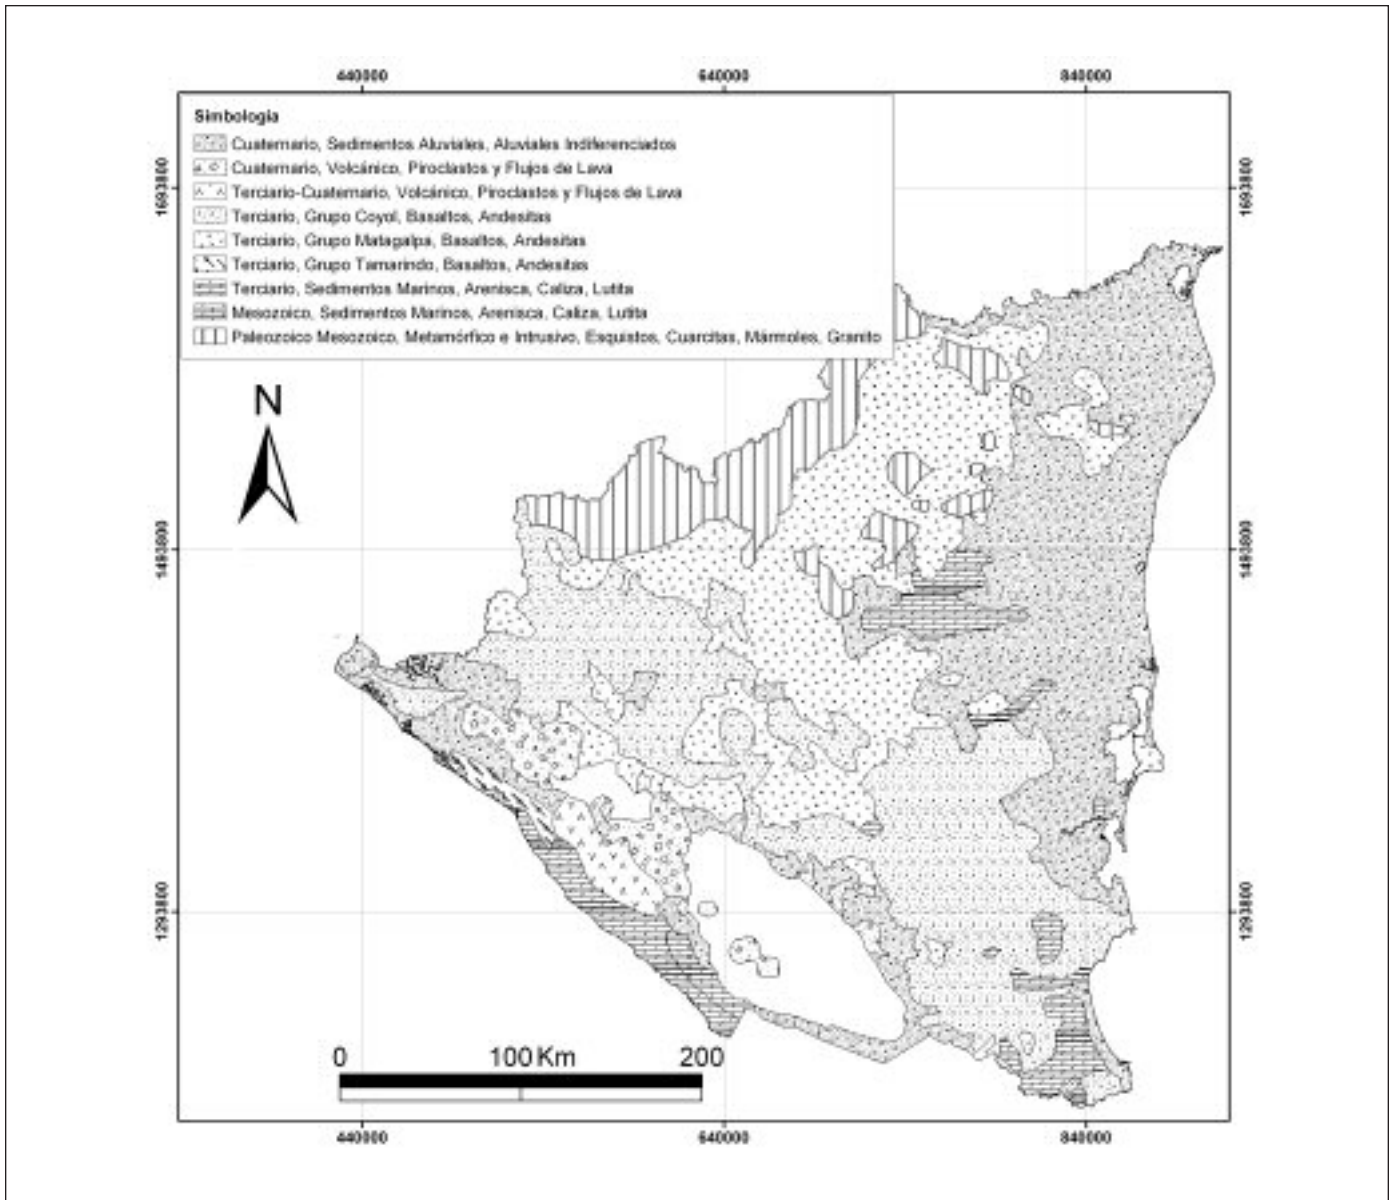 440000 640000 840000
Simbología
Cuaternario, Sedimentos Aluviales, Aluviales Indiferenciados
Cuaternario, Volcánico, Piroclastos y Flujos de Lava
Terciario-Cuaternario, Volcánico, Piroclastos y Flujos de Lava
Terciario, Grupo Coyol, Basaltos, Andesitas
Terciario, Grupo Matagalpa, Basaltos, Andesitas
Terciario, Grupo Tamarindo, Basaltos, Andesitas
Terciario, Sedimentos Marinos, Arenisca, Caliza, Lutita
Mesozoico, Sedimentos Marinos, Arenisca, Caliza, Lutita
Paleozoico Mesozoico, Metamórfico e Intrusivo, Esquistos, Cuarcitas, Mármoles, Granito
1693800 1693800
N
1493800 1493800
1293800 1293800
0 100 Km 200
440000 640000 840000